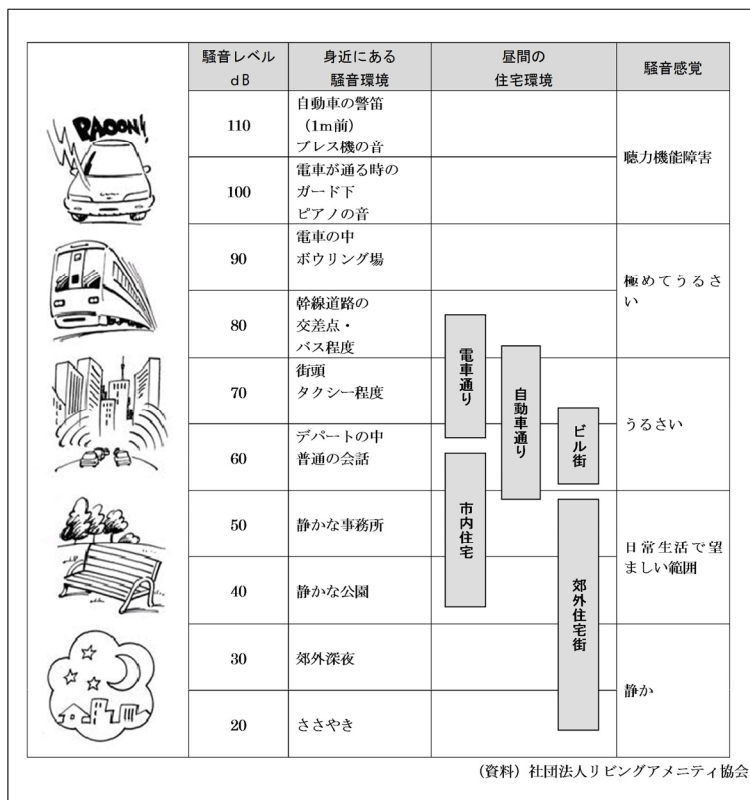 騒音レベル
dB
身近にある
騒音環境
昼間の
住宅環境
騒音感覚
PAOON!
110
自動車の警笛
（1m前）
プレス機の音
聴力機能障害
100
電車が通る時の
ガード下
ピアノの音
90
電車の中
ボウリング場
極めてうるさ
い
80
幹線道路の
交差点・
バス程度
電車通り
自動車通り
70
街頭
タクシー程度
うるさい
ビル街
60
デパートの中
普通の会話
市内住宅
50
静かな事務所
日常生活で望
ましい範囲
郊外住宅街
40
静かな公園
30
郊外深夜
静か
20
ささやき
（資料）社団法人リビングアメニティ協会